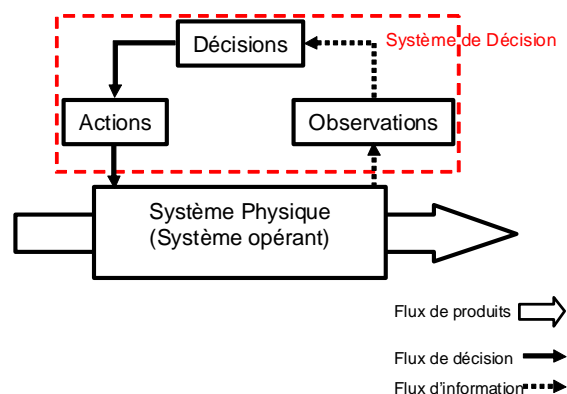 Décisions
Système de Décision
Actions
Observations
Système Physique
(Système opérant)
Flux de produits
Flux de décision
Flux d'information